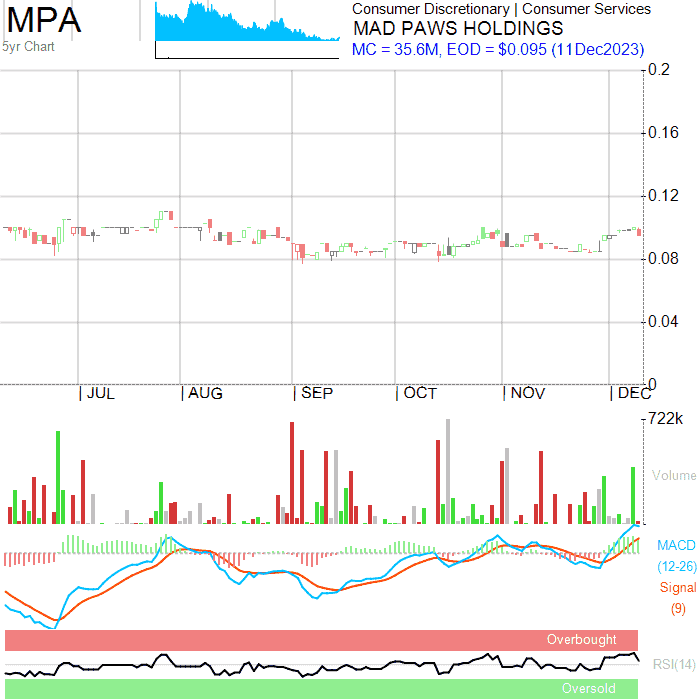 MPA
5yr Chart
Consumer Discretionary | Consumer Services
MAD PAWS HOLDINGS
MC = 35.6M, EOD = $0.095 (11Dec2023)
0.2
0.16
0.12
0.08
0.04
0
JUL
AUG
SEP
OCT
NOV
DEC
722k
Volume
MACD
(12-26)
Signal
(9)
Overbought
RSI(14)
Oversold